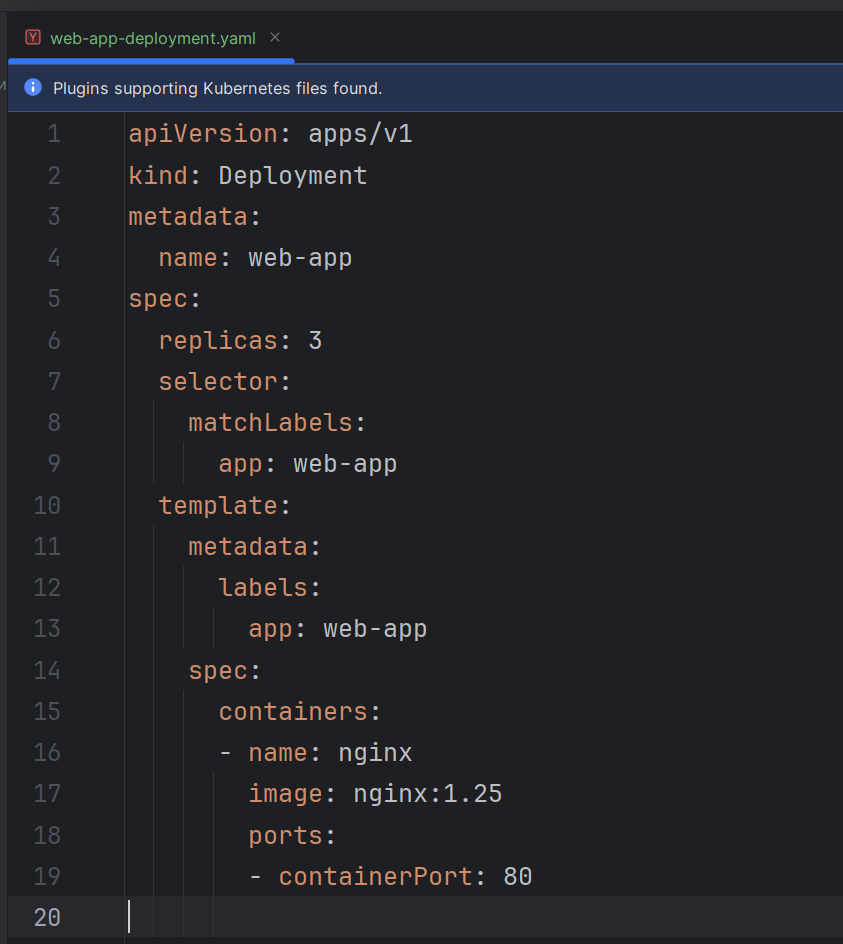 web-app-deployment.yaml
Plugins supporting Kubernetes files found.
1 apiVersion: apps/v1
2 kind: Deployment
3 metadata:
4   name: web-app
5 spec:
6   replicas: 3
7   selector:
8     matchLabels:
9       app: web-app
10   template:
11     metadata:
12       labels:
13         app: web-app
14     spec:
15       containers:
16       - name: nginx
17         image: nginx:1.25
18         ports:
19         - containerPort: 80
20